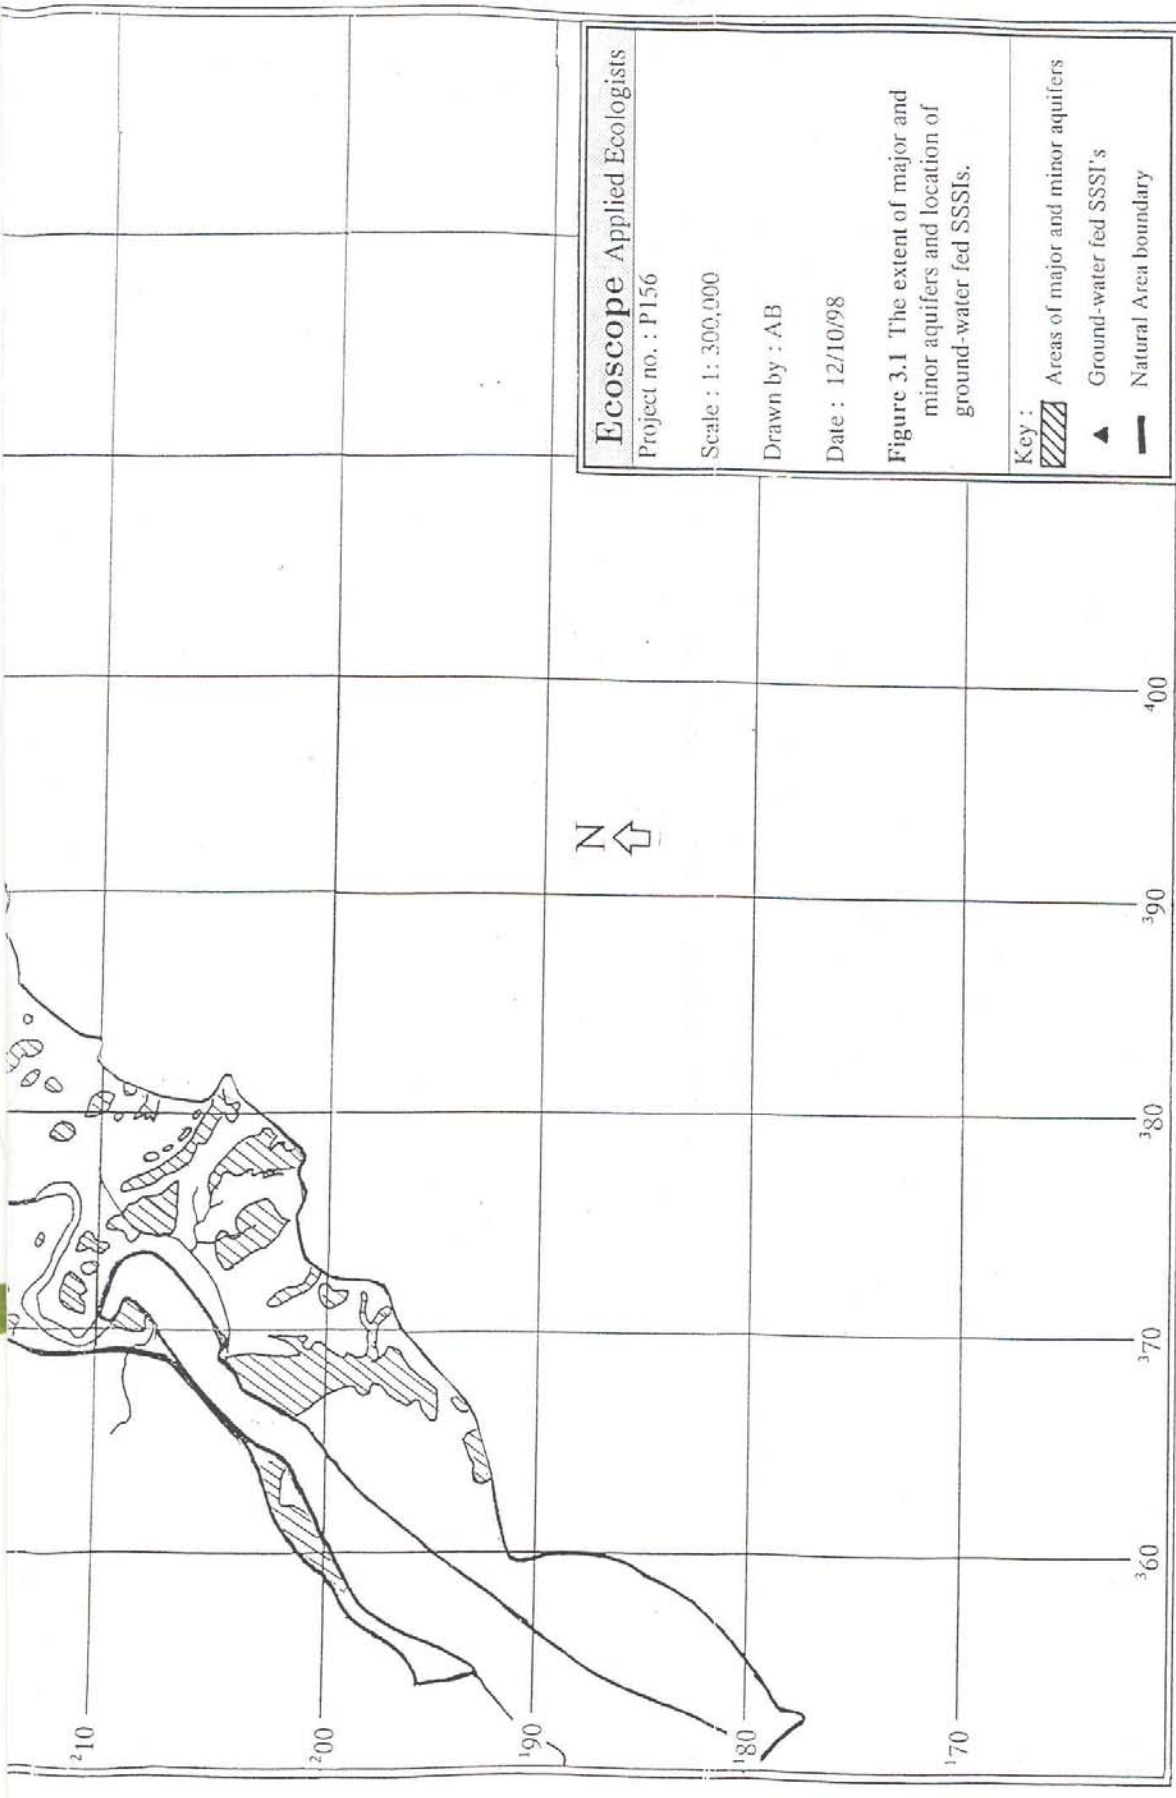 Ecoscope Applied Ecologists
Project no. : P156
Scale : 1: 300,000
Drawn by : AB
Date : 12/10/98
Figure 3.1 The extent of major and
minor aquifers and location of
ground-water fed SSSIs.
Key :
Areas of major and minor aquifers
Ground-water fed SSSI's
Natural Area boundary
N
²10
²00
¹90
¹80
¹70
³60
³70
³80
³90
⁴00